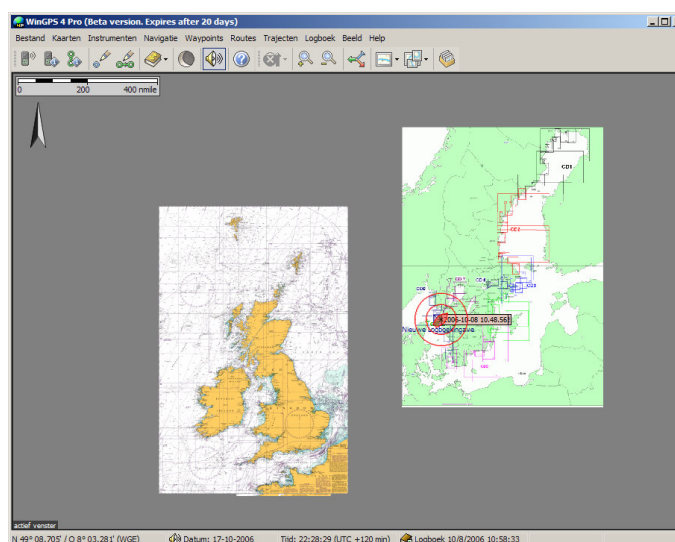 WinGPS 4 Pro (Beta version. Expires after 20 days)
Bestand Kaarten Instrumenten Navigatie Waypoints Routes Trajecten Logboek Beeld Help
0 200 400 nmile
CD1
CD2
CD4
2006-10-08 10.48.56
Nieuwe Logboekingave
actief venster
N 49° 08,705' / O 8° 03,281' (WGE) Datum: 17-10-2006 Tijd: 22:28:29 (UTC +120 min) Logboek 10/8/2006 10:58:33